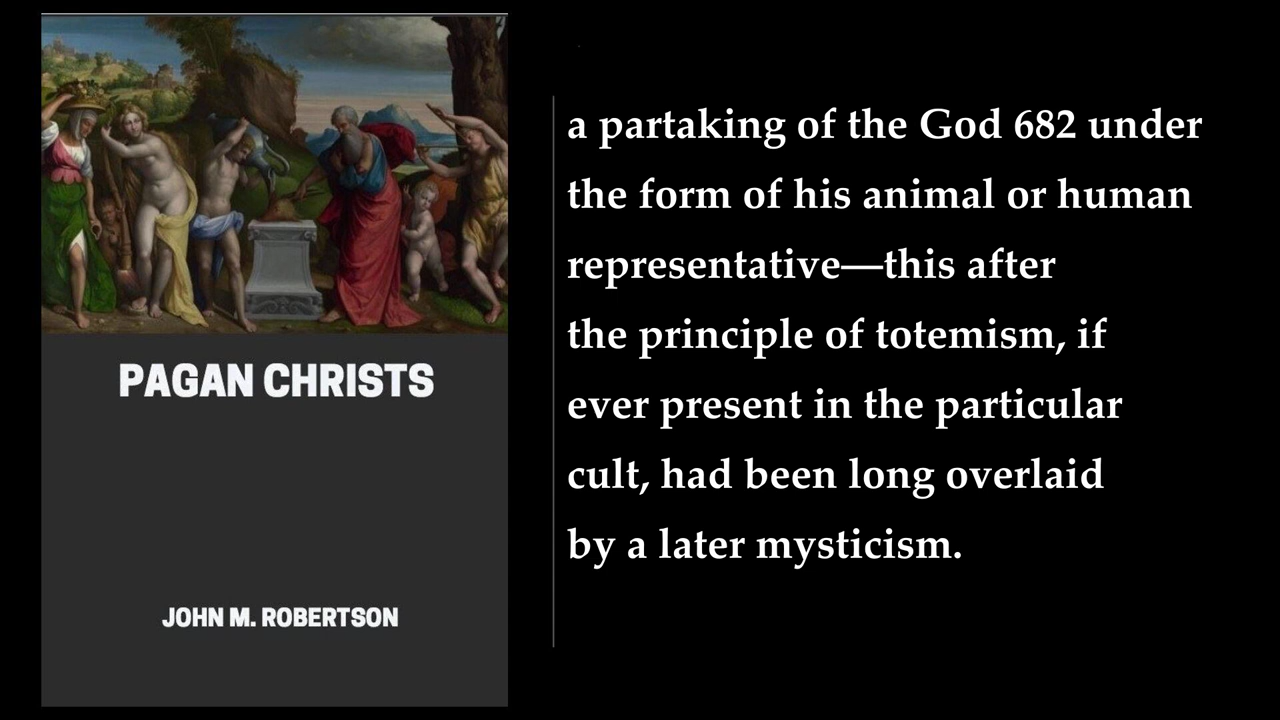 PAGAN CHRISTS
JOHN M. ROBERTSON
a partaking of the God 682 under
the form of his animal or human
representative—this after
the principle of totemism, if
ever present in the particular
cult, had been long overlaid
by a later mysticism.